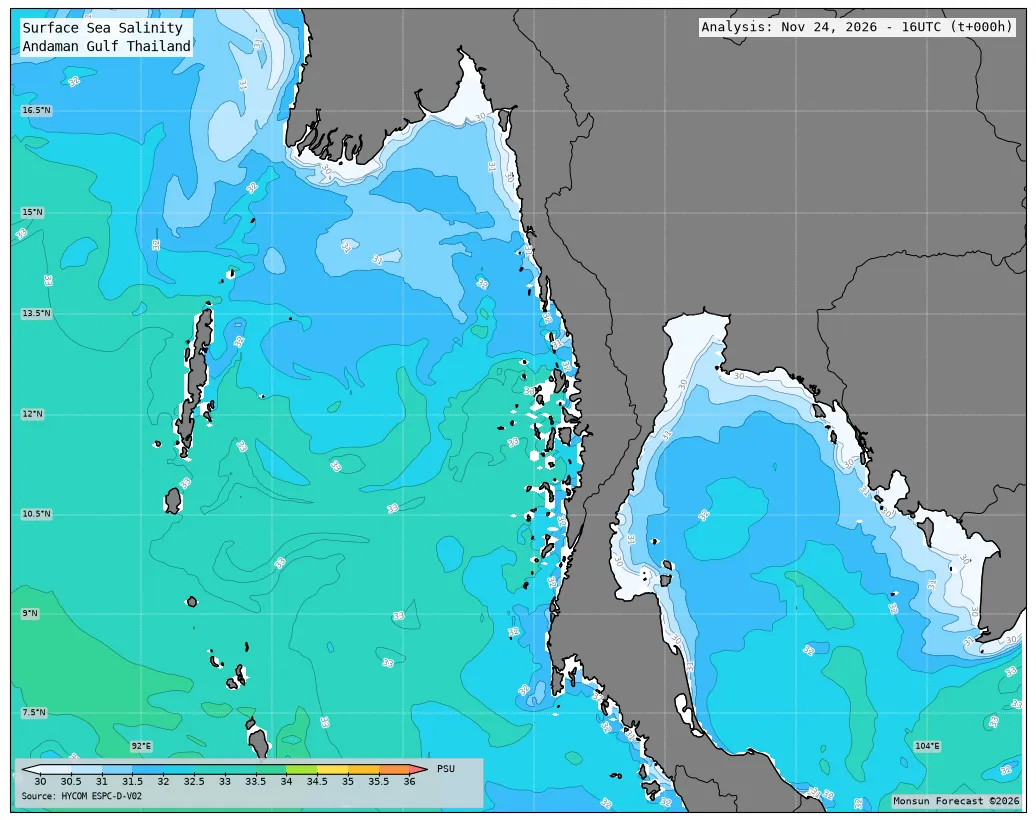 Surface Sea Salinity
Andaman Gulf Thailand
Analysis: Nov 24, 2026 - 16UTC (t+000h)
16.5°N
15°N
13.5°N
12°N
10.5°N
9°N
7.5°N
92°E
104°E
30 30.5 31 31.5 32 32.5 33 33.5 34 34.5 35 35.5 36 PSU
Source: HYCOM ESPC-D-V02
Monsun Forecast ©2026